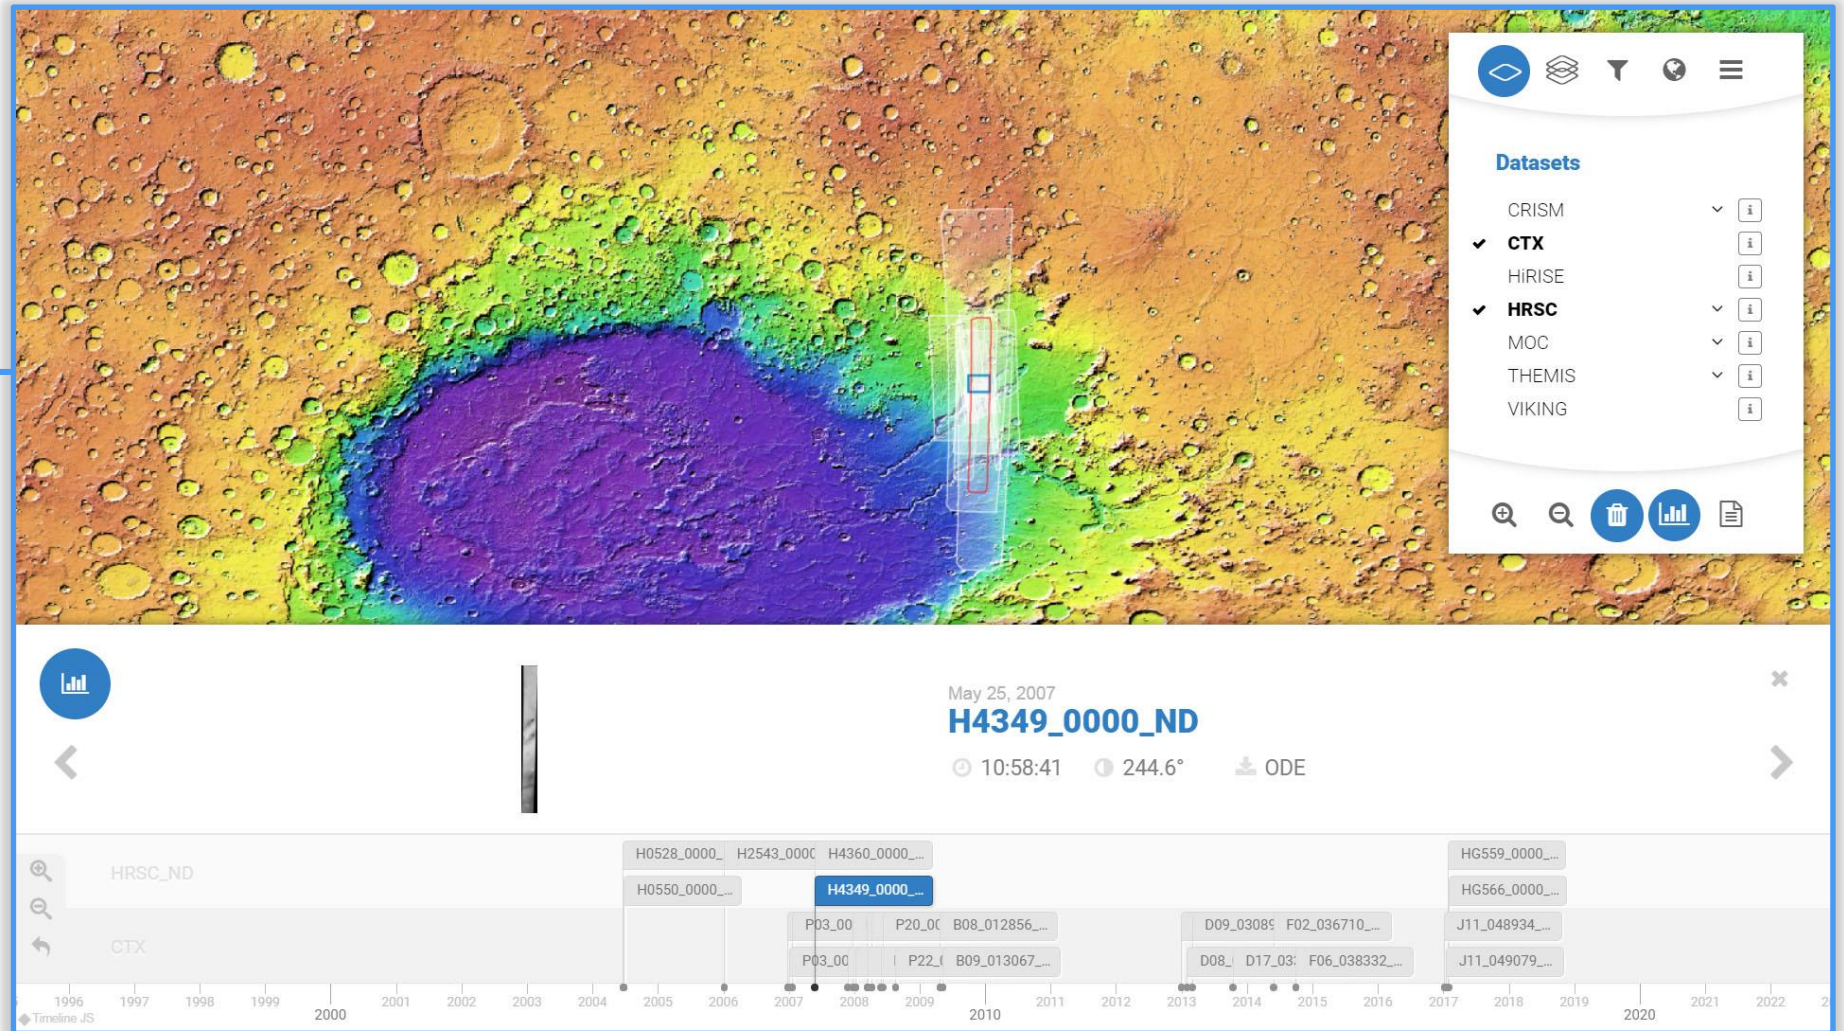 Datasets
CRISM
CTX
HiRISE
HRSC
MOC
THEMIS
VIKING
May 25, 2007
H4349_0000_ND
10:58:41 244.6° ODE
HRSC_ND
H0528_0000_ H2543_0000 H4360_0000_... HG559_0000_...
H0550_0000_... H4349_0000_... HG566_0000_...
CTX
P03_00 P20_00 B08_012856_... D09_03089 F02_036710_... J11_048934_...
P03_00 P22_ B09_013067_... D08_ D17_03 F06_038332_... J11_049079_...
1996 1997 1998 1999 2000 2001 2002 2003 2004 2005 2006 2007 2008 2009 2010 2011 2012 2013 2014 2015 2016 2017 2018 2019 2020 2021 2022
Timeline JS